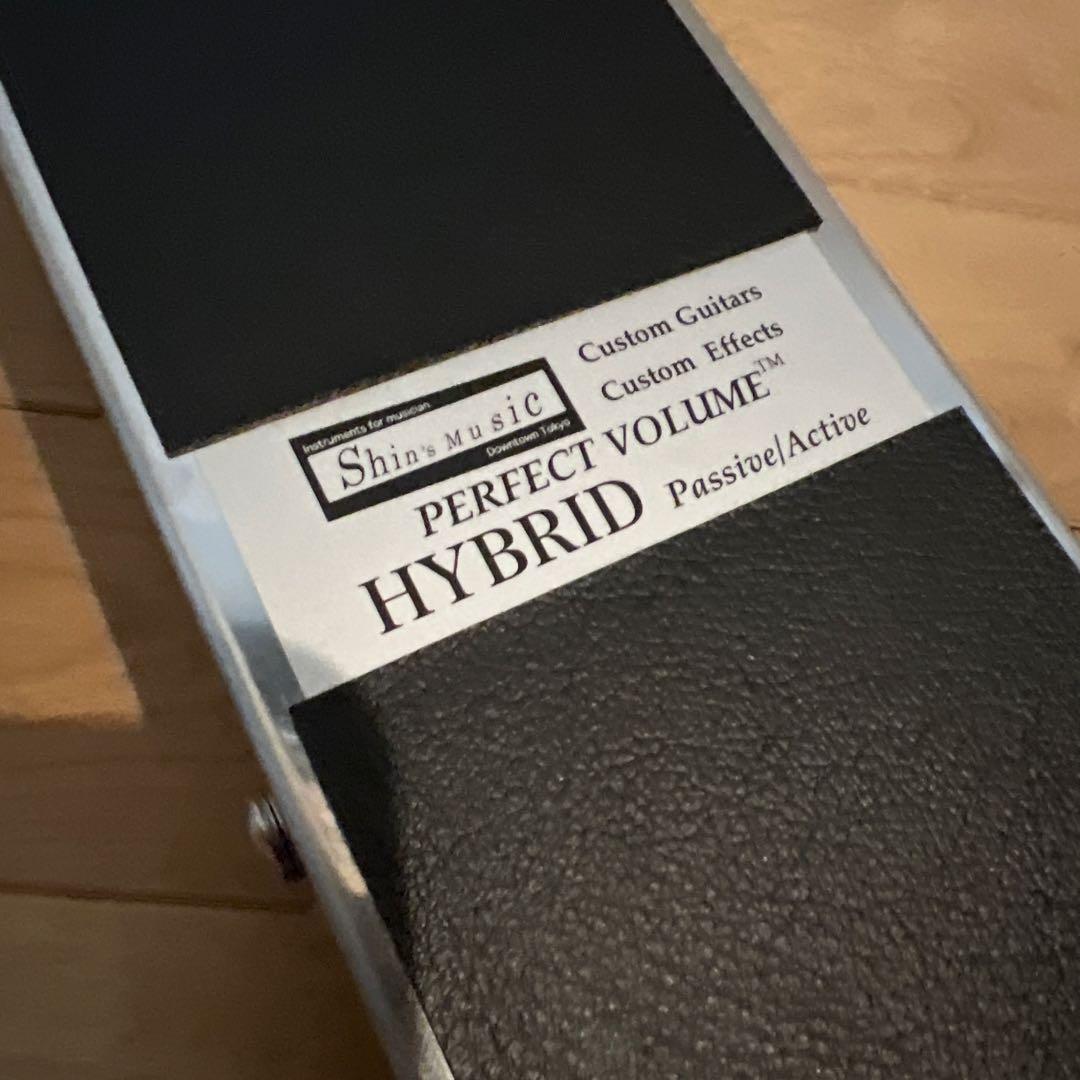 Instruments for musician
Shin's Music
Downtown Tokyo
Custom Guitars
Custom Effects
PERFECT VOLUME™
HYBRID Passive/Active